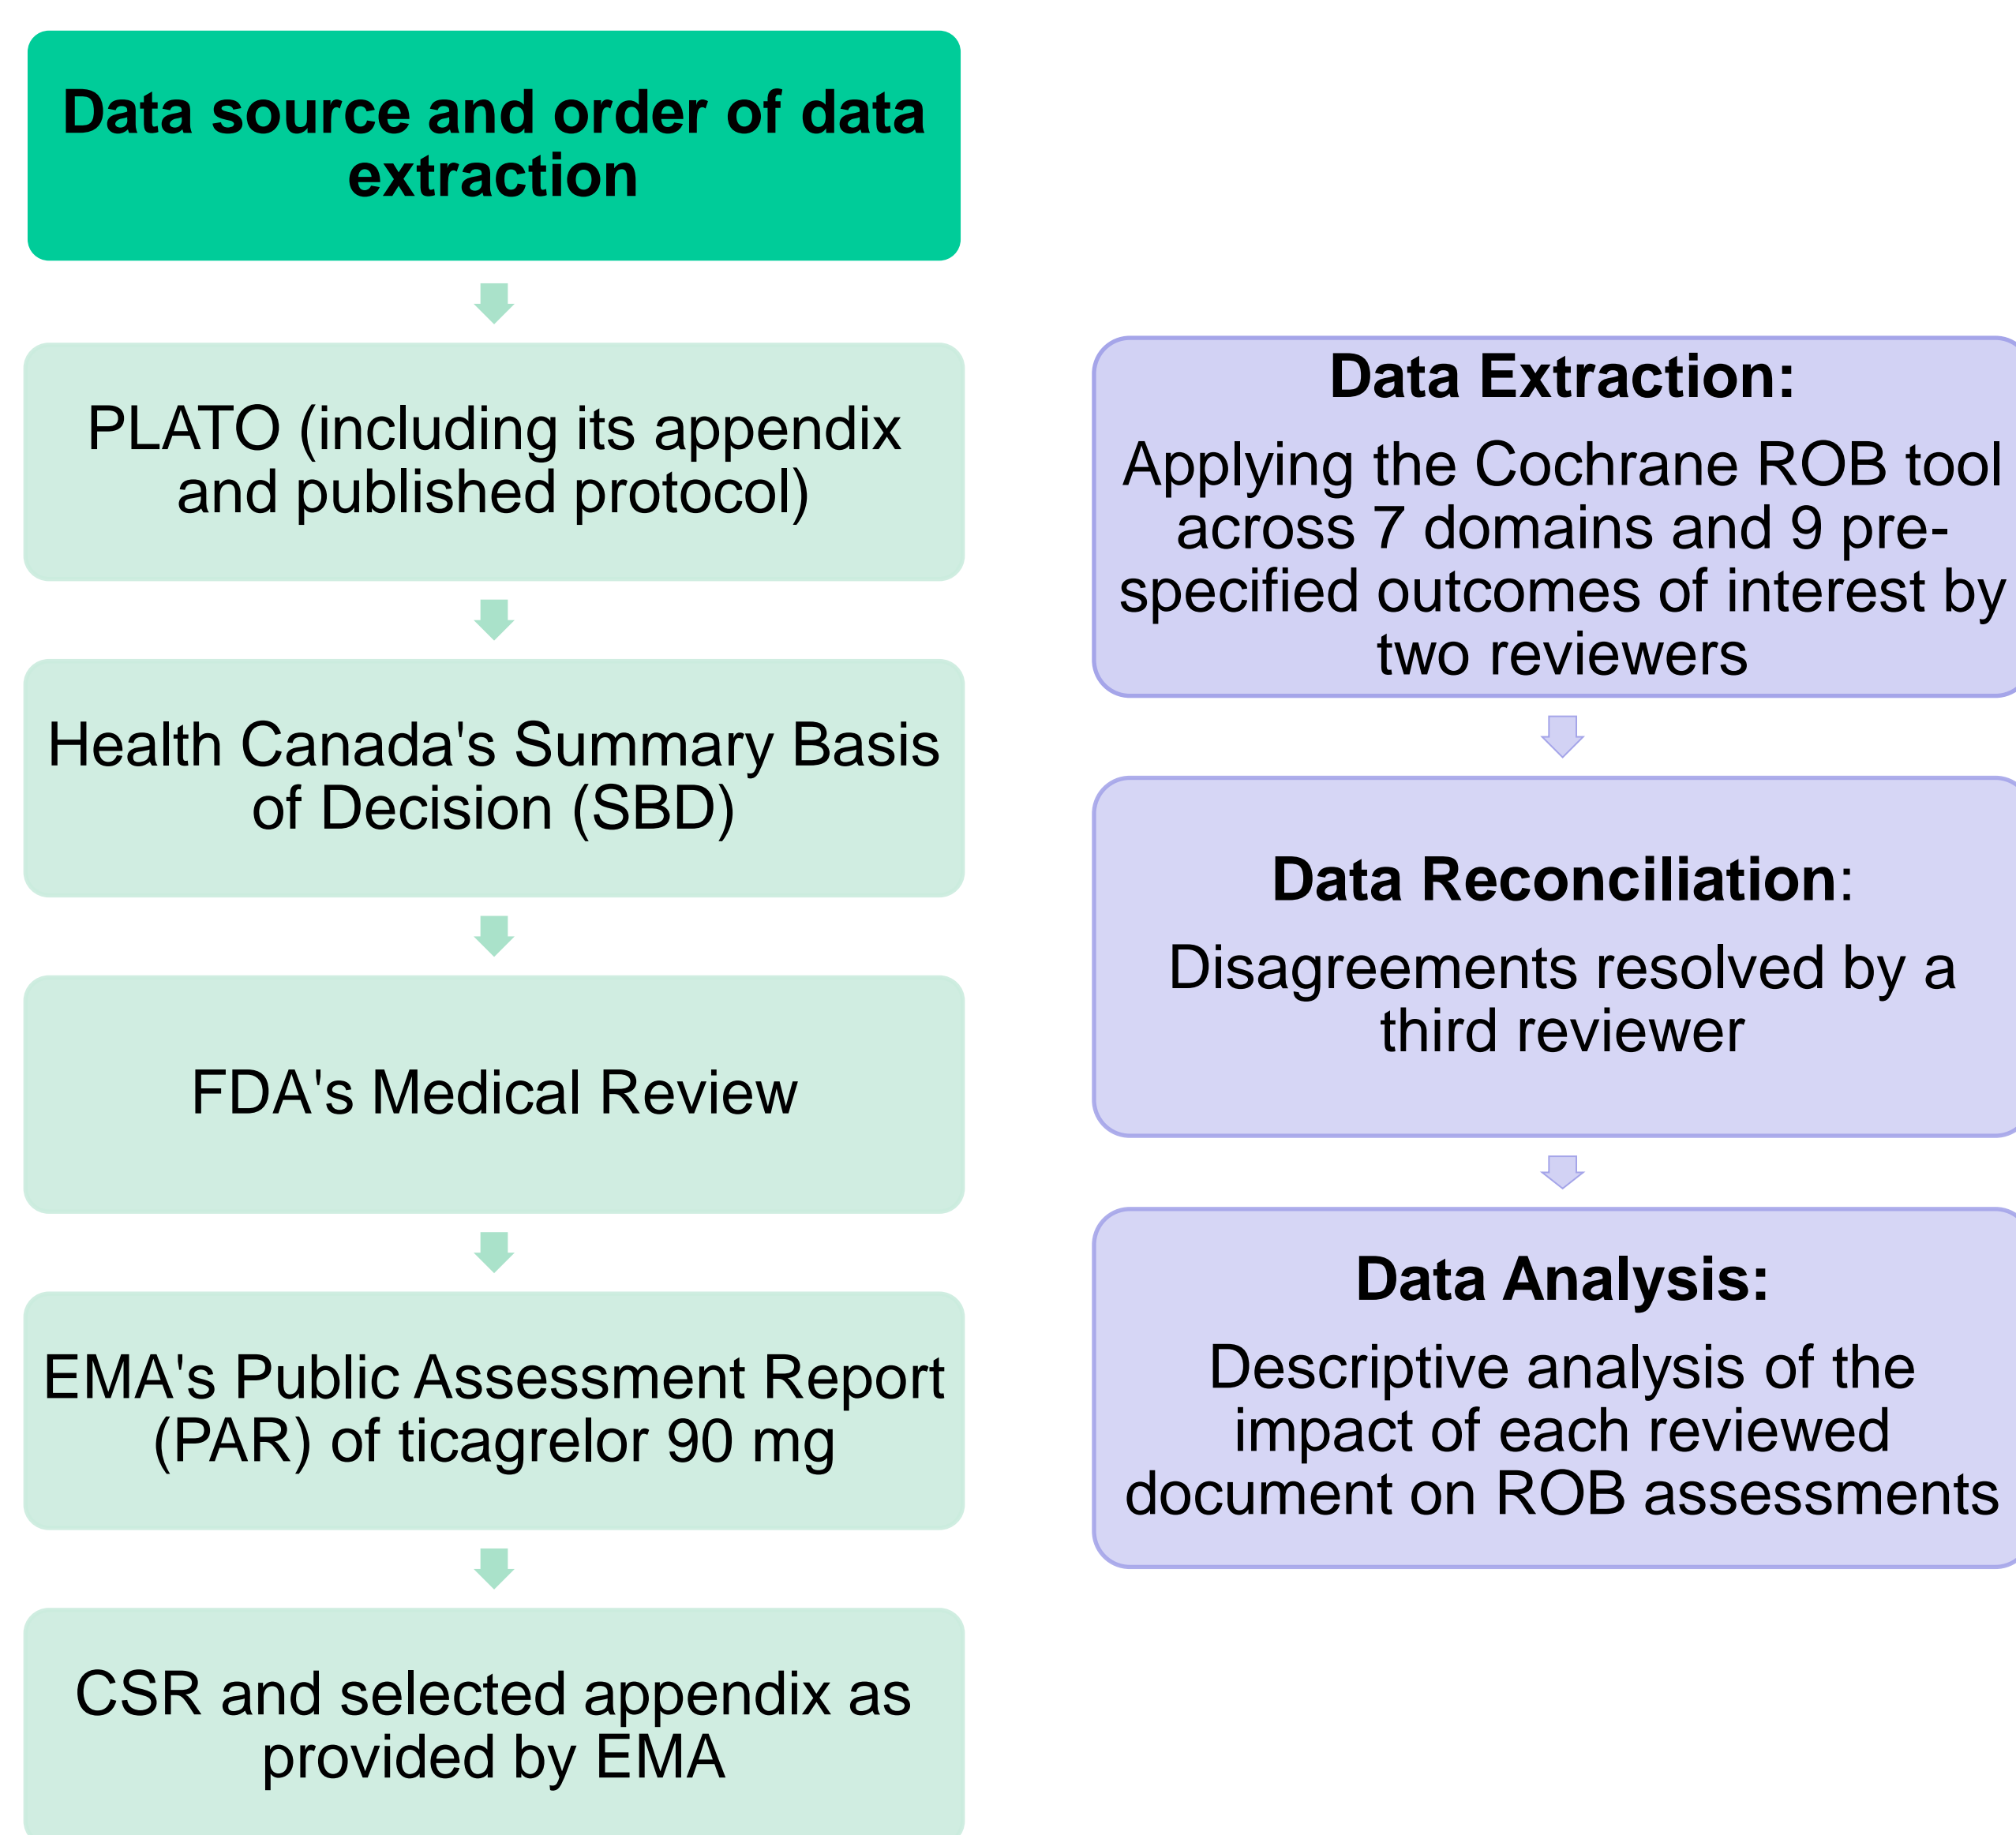 Data source and order of data
extraction
PLATO (including its appendix
and published protocol)
Health Canada's Summary Basis
of Decision (SBD)
FDA's Medical Review
EMA's Public Assessment Report
(PAR) of ticagrelor 90 mg
CSR and selected appendix as
provided by EMA
Data Extraction:
Applying the Cochrane ROB tool
across 7 domains and 9 pre-
specified outcomes of interest by
two reviewers
Data Reconciliation:
Disagreements resolved by a
third reviewer
Data Analysis:
Descriptive analysis of the
impact of each reviewed
document on ROB assessments